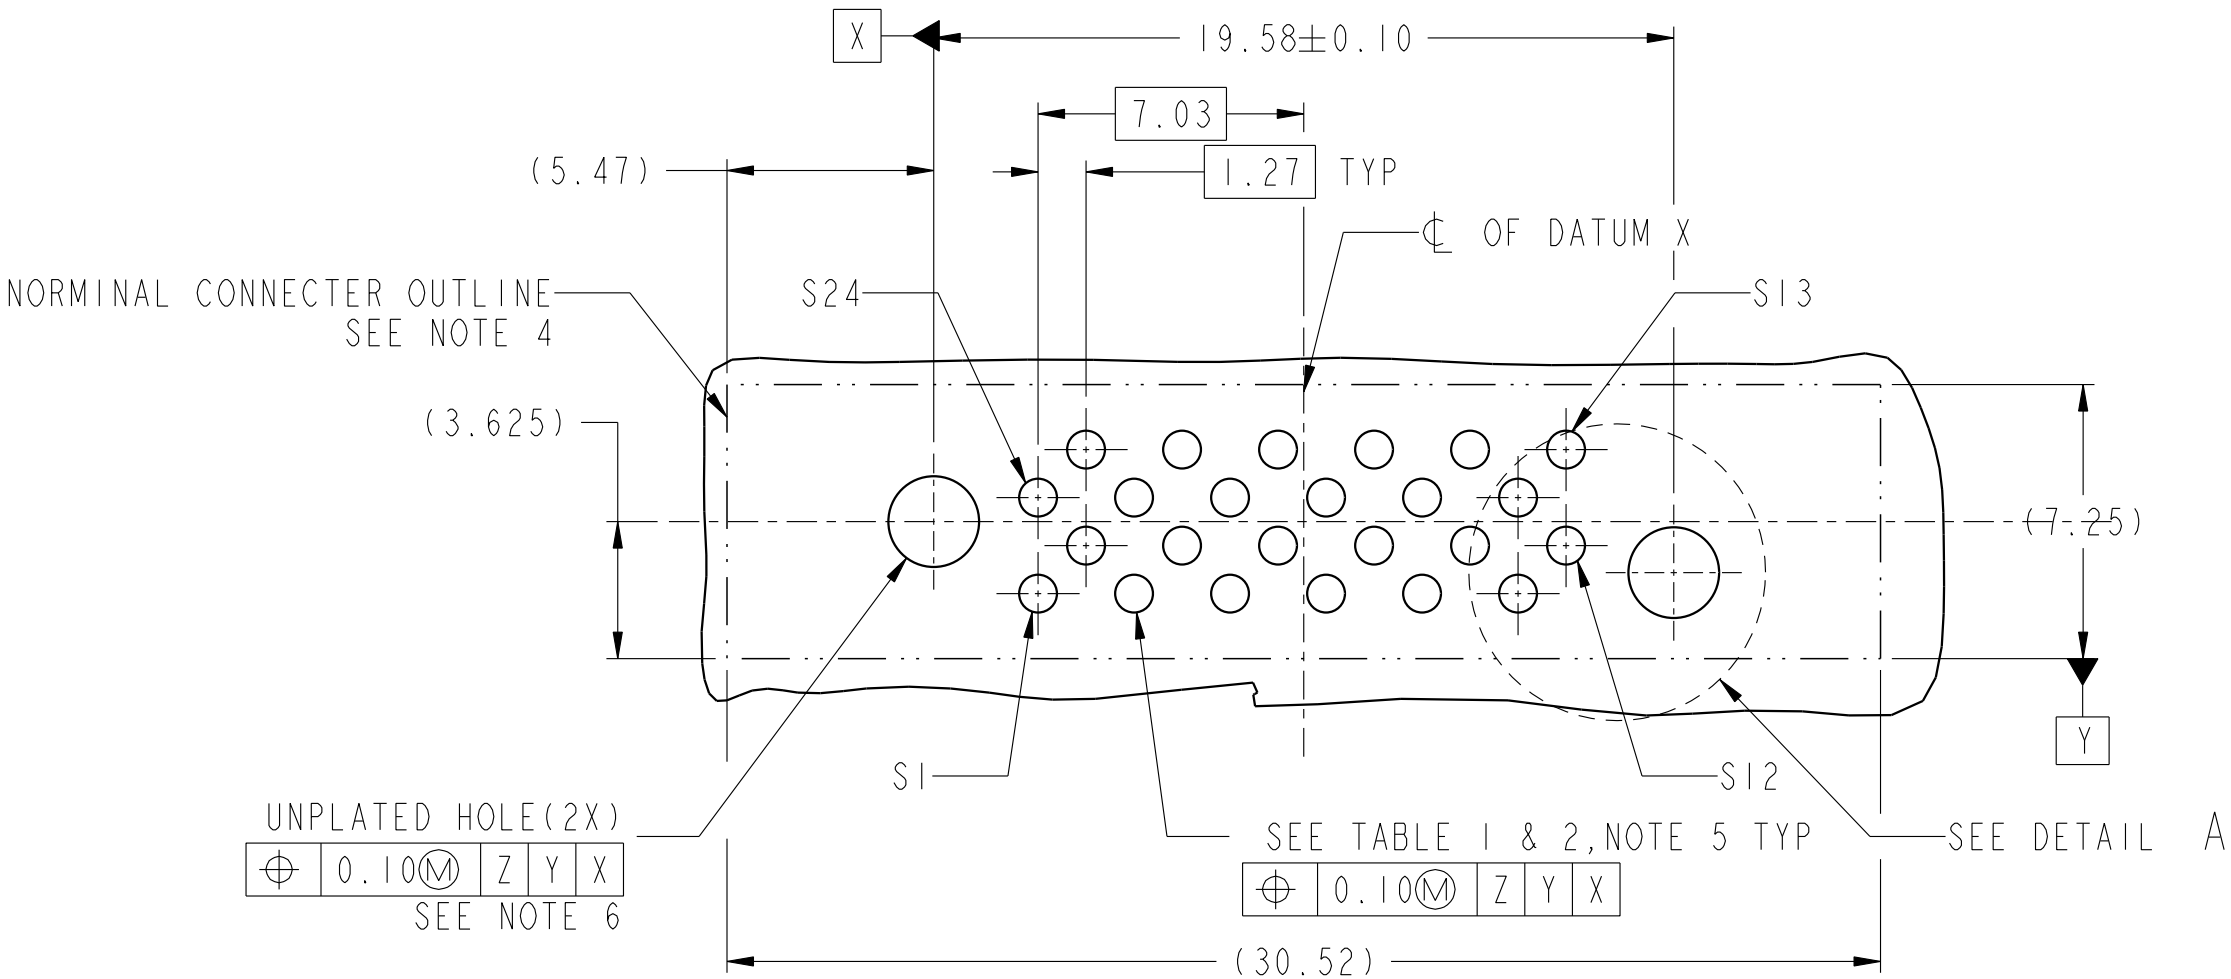 X
19.58±0.10
7.03
(5.47)
1.27 TYP
℄ OF DATUM X
NORMINAL CONNECTER OUTLINE
SEE NOTE 4
S24
S13
(3.625)
(7.25)
Y
S1
S12
UNPLATED HOLE(2X)
⌖ 0.10Ⓜ Z Y X
SEE NOTE 6
SEE TABLE 1 & 2,NOTE 5 TYP
⌖ 0.10Ⓜ Z Y X
SEE DETAIL A
(30.52)